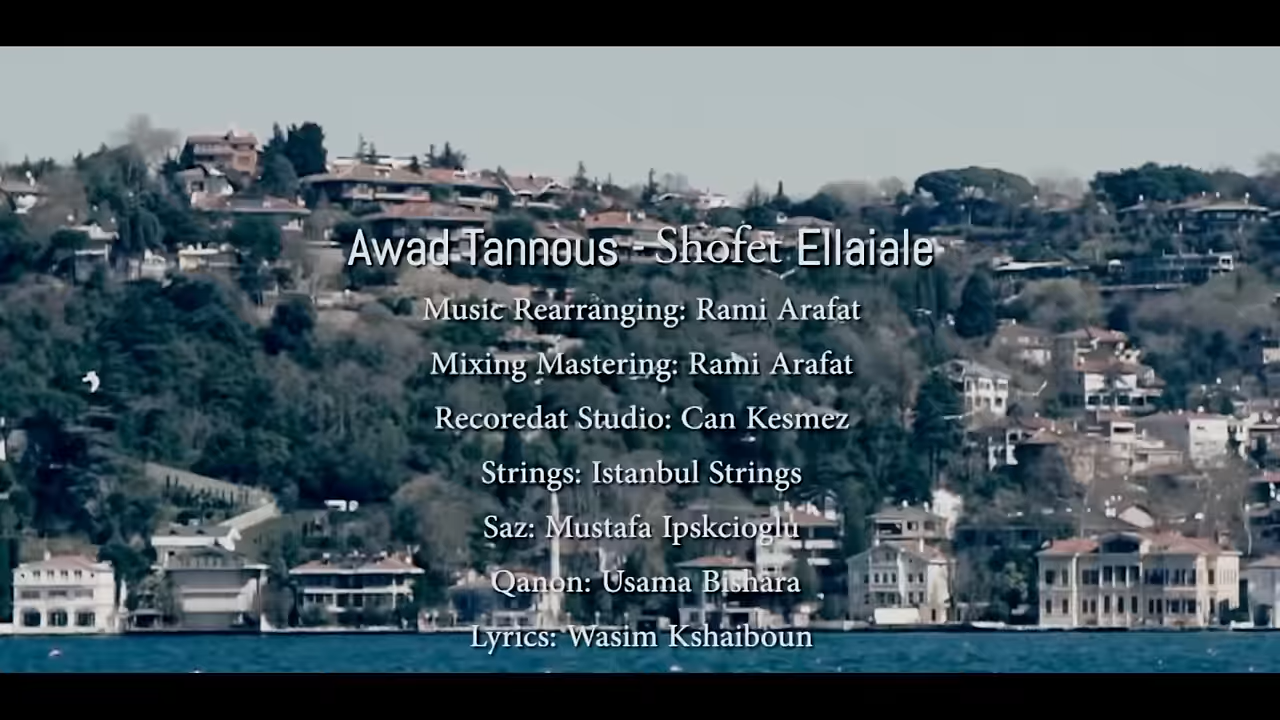 Awad Tannous - Shofet Ellaiale
Music Rearranging: Rami Arafat
Mixing Mastering: Rami Arafat
Recoredat Studio: Can Kesmez
Strings: Istanbul Strings
Saz: Mustafa Ipskcioglu
Qanon: Usama Bishara
Lyrics: Wasim Kshaiboun